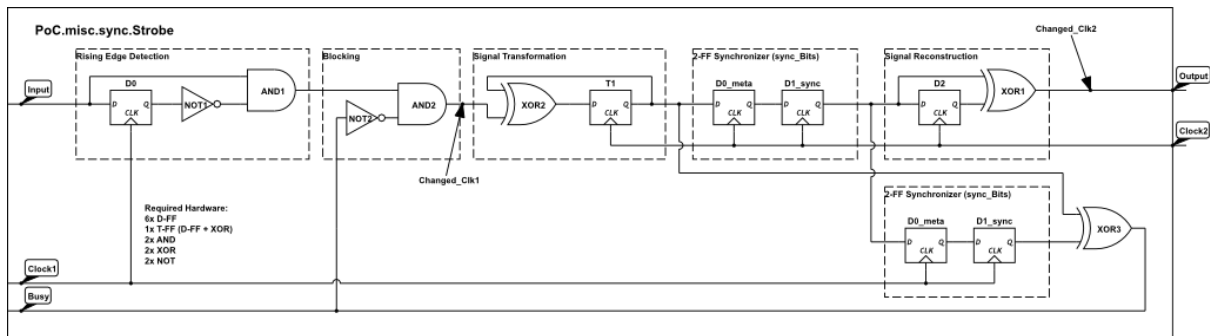 PoC.misc.sync.Strobe
Changed_Clk2
Rising Edge Detection
Blocking
Signal Transformation
2-FF Synchronizer (sync_Bits)
Signal Reconstruction
Input
D0
D Q
CLK
NOT1
AND1
NOT2
AND2
XOR2
T1
D Q
CLK
D0_meta
D Q
CLK
D1_sync
D Q
CLK
D2
D Q
CLK
XOR1
Output
Clock2
Changed_Clk1
2-FF Synchronizer (sync_Bits)
D0_meta
D Q
CLK
D1_sync
D Q
CLK
XOR3
Required Hardware:
6x D-FF
1x T-FF (D-FF + XOR)
2x AND
2x XOR
2x NOT
Clock1
Busy